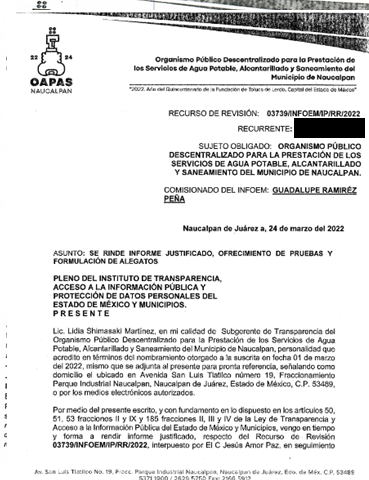 22 24
OAPAS
NAUCALPAN
Organismo Público Descentralizado para la Prestación de
los Servicios de Agua Potable, Alcantarillado y Saneamiento del
Municipio de Naucalpan
"2022. Año del Quincentenario de la Fundación de Toluca de Lerdo, Capital del Estado de México"
RECURSO DE REVISIÓN: 03739/INFOEM/IP/RR/2022
RECURRENTE:
SUJETO OBLIGADO: ORGANISMO PÚBLICO
DESCENTRALIZADO PARA LA PRESTACIÓN DE LOS
SERVICIOS DE AGUA POTABLE, ALCANTARILLADO
Y SANEAMIENTO DEL MUNICIPIO DE NAUCALPAN.
COMISIONADO DEL INFOEM: GUADALUPE RAMIRÉZ
PEÑA
Naucalpan de Juárez a, 24 de marzo del 2022
ASUNTO: SE RINDE INFORME JUSTIFICADO, OFRECIMIENTO DE PRUEBAS Y
FORMULACIÓN DE ALEGATOS
PLENO DEL INSTITUTO DE TRANSPARENCIA,
ACCESO A LA INFORMACIÓN PÚBLICA Y
PROTECCIÓN DE DATOS PERSONALES DEL
ESTADO DE MÉXICO Y MUNICIPIOS.
P R E S E N T E
Lic. Lidia Shimasaki Martínez, en mi calidad de Subgerente de Transparencia del
Organismo Público Descentralizado para la Prestación de los Servicios de Agua
Potable, Alcantarillado y Saneamiento del Municipio de Naucalpan, personalidad que
acredito en términos del nombramiento otorgado a la suscrita en fecha 01 de marzo
del 2022, mismo que se adjunta al presente para pronta referencia, señalando como
domicilio el ubicado en Avenida San Luis Tlatilco número 19, Fraccionamiento
Parque Industrial Naucalpan, Naucalpan de Juárez, Estado de México, C.P. 53489,
o por los medios electrónicos autorizados.
Por medio del presente escrito, y con fundamento en lo dispuesto en los artículos 50,
51, 53 fracciones II y IX y 185 fracciones II, III y IV de la Ley de Transparencia y
Acceso a la Información Pública del Estado de México y Municipios, vengo en tiempo
y forma a rendir informe justificado, respecto del Recurso de Revisión
03739/INFOEM/IP/RR/2022, interpuesto por El C Jesús Amor Paz, en seguimiento
Av. San Luis Tlatilco No. 19, Fracc. Parque Industrial Naucalpan, Naucalpan de Juárez, Edo. de Méx. C.P. 53489